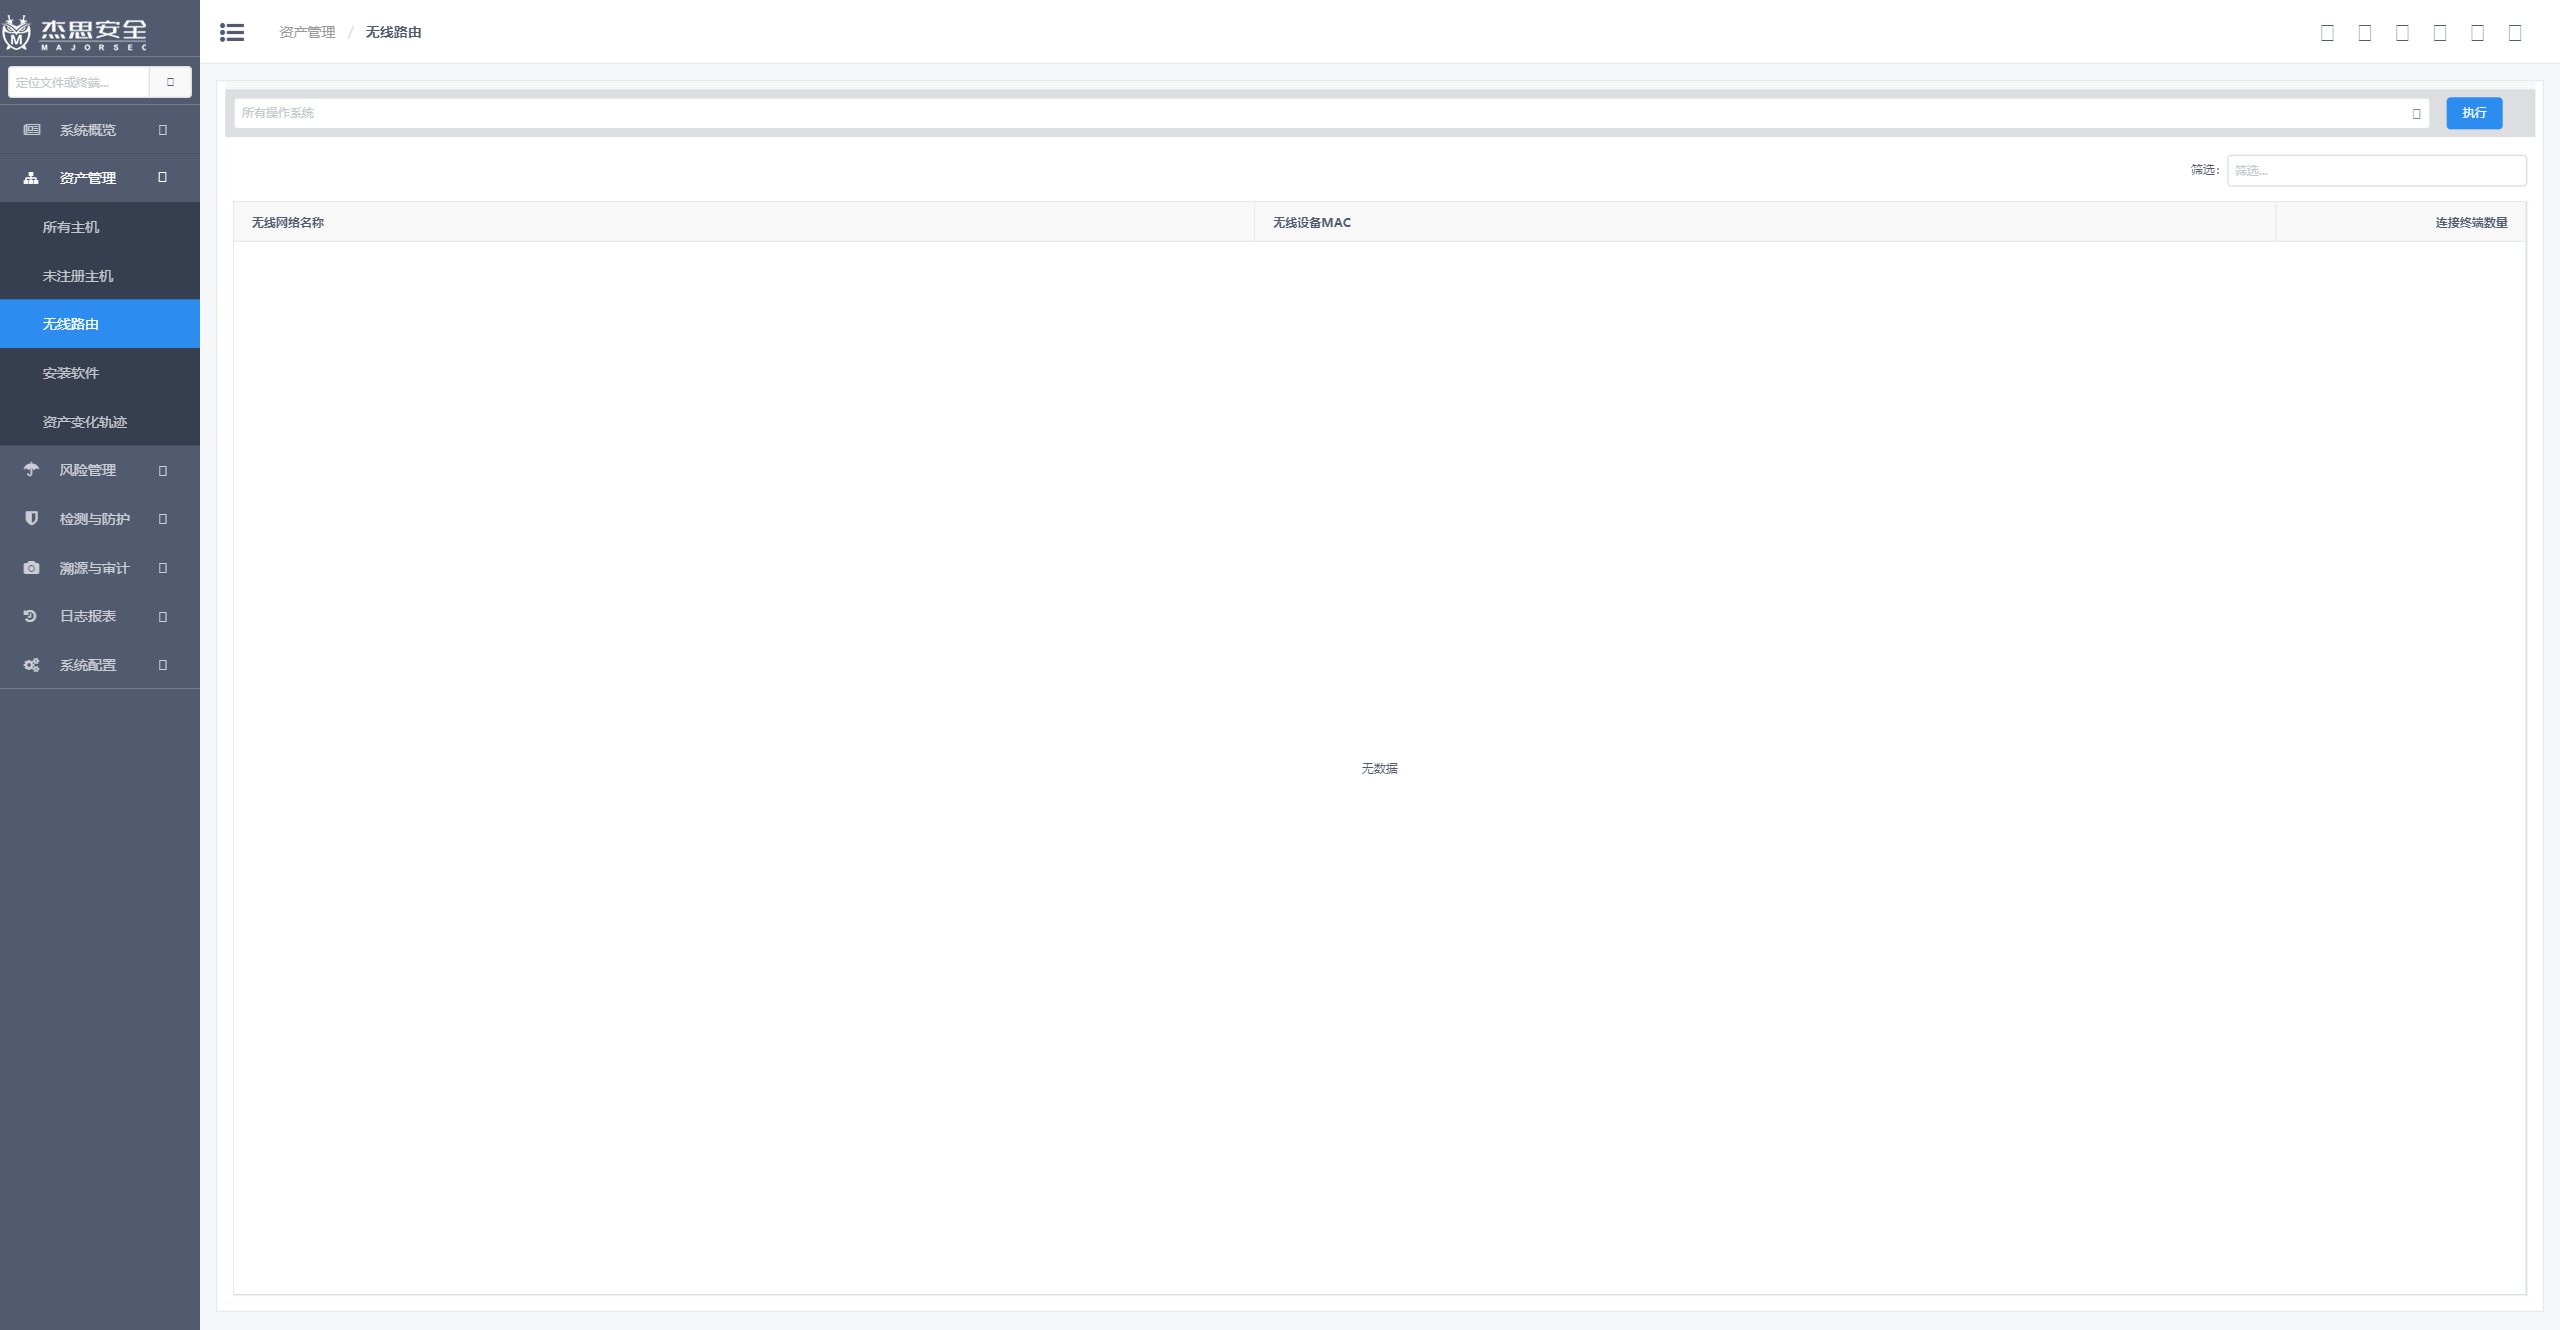 杰思安全
MAJORSEC
定位文件或终端...
系统概览
资产管理
所有主机
未注册主机
无线路由
安装软件
资产变化轨迹
风险管理
检测与防护
溯源与审计
日志报表
系统配置
资产管理 / 无线路由
所有操作系统
执行
筛选: 筛选...
无线网络名称 无线设备MAC 连接终端数量
无数据